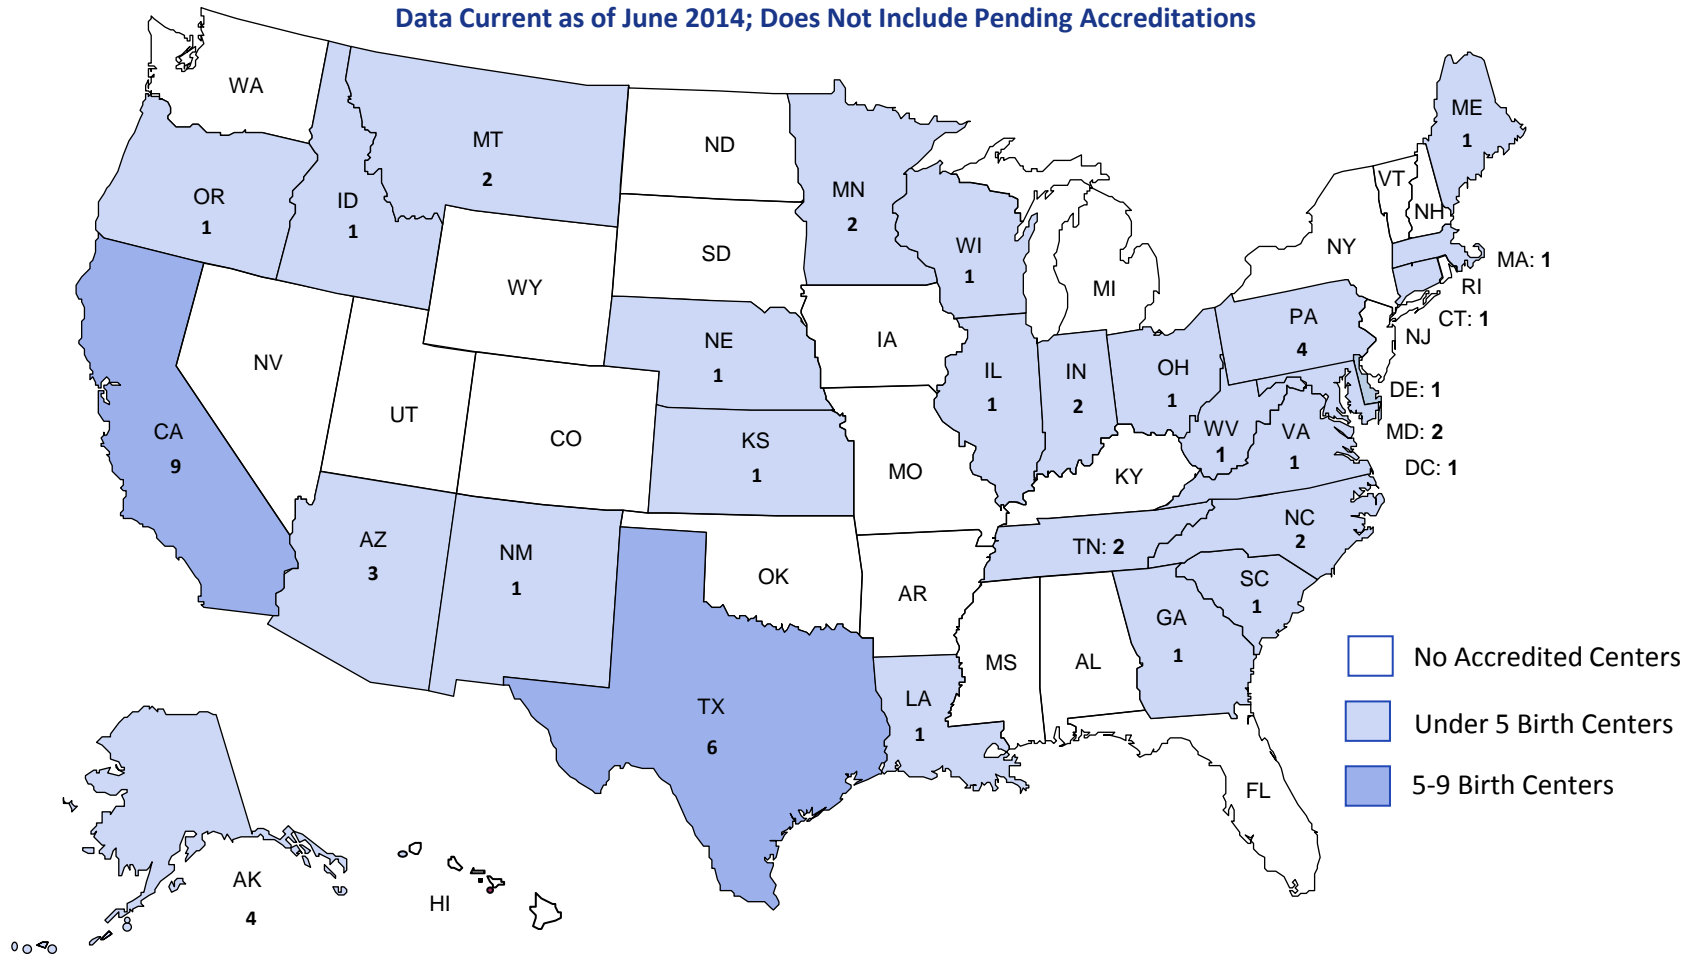 Data Current as of June 2014; Does Not Include Pending Accreditations
WA
OR
1
ID
1
MT
2
ND
MN
2
ME
1
VT
NH
SD
WI
1
NY
MA: 1
WY
MI
RI
CT: 1
NJ
NV
NE
1
IA
IL
1
IN
2
OH
1
PA
4
DE: 1
UT
CO
CA
9
KS
1
MO
KY
WV
1
VA
1
MD: 2
DC: 1
AZ
3
NM
1
OK
AR
TN: 2
NC
2
SC
1
GA
1
TX
6
LA
1
MS
AL
FL
AK
4
HI
No Accredited Centers
Under 5 Birth Centers
5-9 Birth Centers